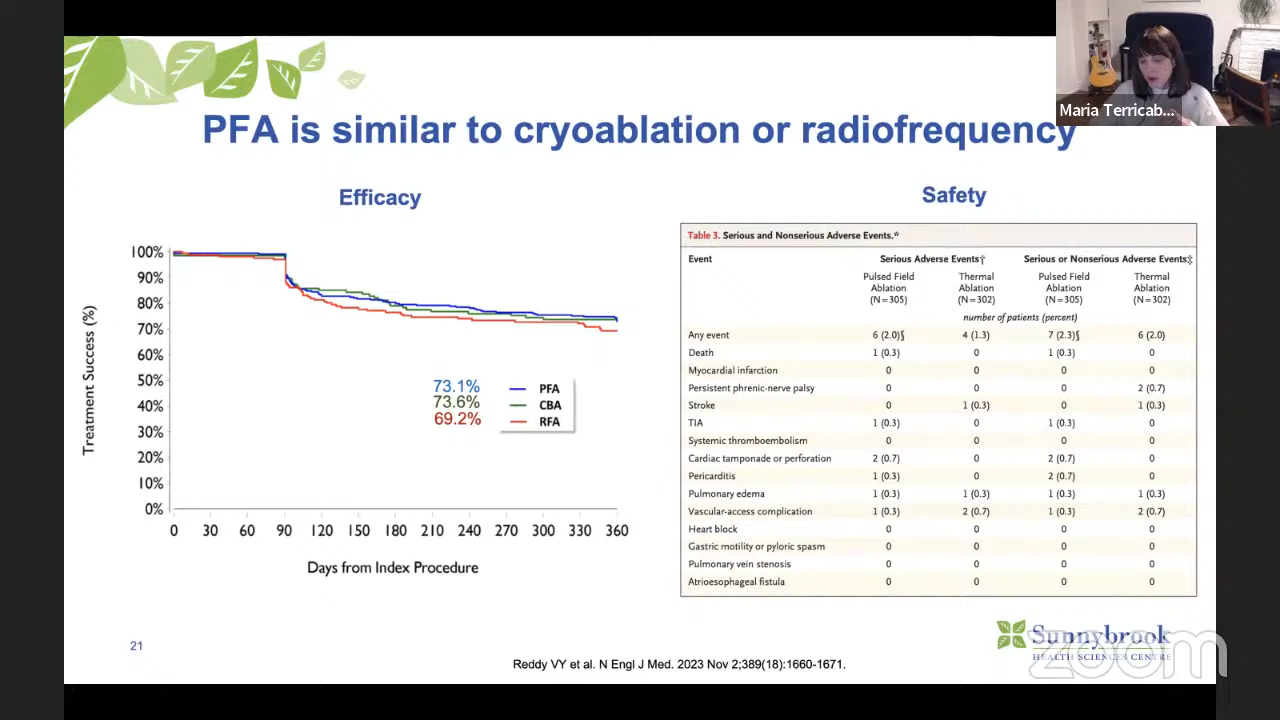 Maria Terricab...
PFA is similar to cryoablation or radiofrequency
Efficacy
Safety
100%
90%
80%
70%
60%
50%
40%
30%
20%
10%
0%
Treatment Success (%)
73.1% PFA
73.6% CBA
69.2% RFA
0 30 60 90 120 150 180 210 240 270 300 330 360
Days from Index Procedure
Table 3. Serious and Nonserious Adverse Events.*
Event Serious Adverse Events† Serious or Nonserious Adverse Events‡
Pulsed Field Thermal Pulsed Field Thermal
Ablation Ablation Ablation Ablation
(N=305) (N=302) (N=305) (N=302)
number of patients (percent)
Any event 6 (2.0)§ 4 (1.3) 7 (2.3)§ 6 (2.0)
Death 1 (0.3) 0 1 (0.3) 0
Myocardial infarction 0 0 0 0
Persistent phrenic-nerve palsy 0 0 0 2 (0.7)
Stroke 0 1 (0.3) 0 1 (0.3)
TIA 1 (0.3) 0 1 (0.3) 0
Systemic thromboembolism 0 0 0 0
Cardiac tamponade or perforation 2 (0.7) 0 2 (0.7) 0
Pericarditis 1 (0.3) 0 2 (0.7) 0
Pulmonary edema 1 (0.3) 1 (0.3) 1 (0.3) 1 (0.3)
Vascular-access complication 1 (0.3) 2 (0.7) 1 (0.3) 2 (0.7)
Heart block 0 0 0 0
Gastric motility or pyloric spasm 0 0 0 0
Pulmonary vein stenosis 0 0 0 0
Atrioesophageal fistula 0 0 0 0
21
Reddy VY et al. N Engl J Med. 2023 Nov 2;389(18):1660-1671.
Sunnybrook
HEALTH SCIENCES CENTRE
zoom